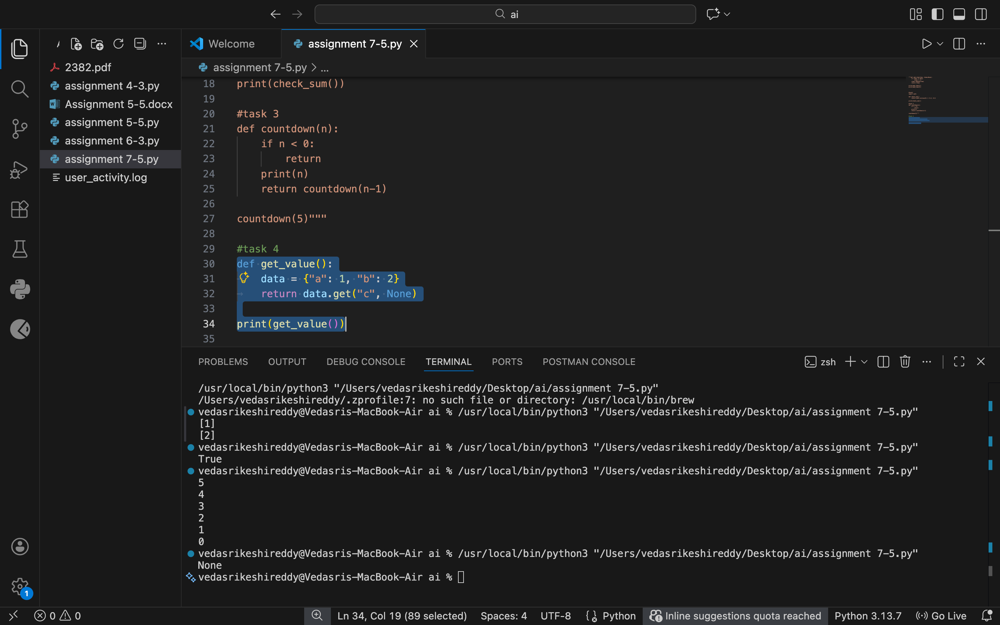 ai
Welcome
assignment 7-5.py
2382.pdf
assignment 4-3.py
Assignment 5-5.docx
assignment 5-5.py
assignment 6-3.py
assignment 7-5.py
user_activity.log
assignment 7-5.py > ...
18 print(check_sum())
19
20 #task 3
21 def countdown(n):
22 if n < 0:
23 return
24 print(n)
25 return countdown(n-1)
26
27 countdown(5)"""
28
29 #task 4
30 def get_value():
31 data = {"a": 1, "b": 2}
32 return data.get("c", None)
33
34 print(get_value())
35
PROBLEMS OUTPUT DEBUG CONSOLE TERMINAL PORTS POSTMAN CONSOLE zsh
/usr/local/bin/python3 "/Users/vedasrikeshireddy/Desktop/ai/assignment 7-5.py"
/Users/vedasrikeshireddy/.zprofile:7: no such file or directory: /usr/local/bin/brew
vedasrikeshireddy@Vedasris-MacBook-Air ai % /usr/local/bin/python3 "/Users/vedasrikeshireddy/Desktop/ai/assignment 7-5.py"
[1]
[2]
vedasrikeshireddy@Vedasris-MacBook-Air ai % /usr/local/bin/python3 "/Users/vedasrikeshireddy/Desktop/ai/assignment 7-5.py"
True
vedasrikeshireddy@Vedasris-MacBook-Air ai % /usr/local/bin/python3 "/Users/vedasrikeshireddy/Desktop/ai/assignment 7-5.py"
5
4
3
2
1
0
vedasrikeshireddy@Vedasris-MacBook-Air ai % /usr/local/bin/python3 "/Users/vedasrikeshireddy/Desktop/ai/assignment 7-5.py"
None
vedasrikeshireddy@Vedasris-MacBook-Air ai %
1
0 0 Ln 34, Col 19 (89 selected) Spaces: 4 UTF-8 Python Inline suggestions quota reached Python 3.13.7 Go Live